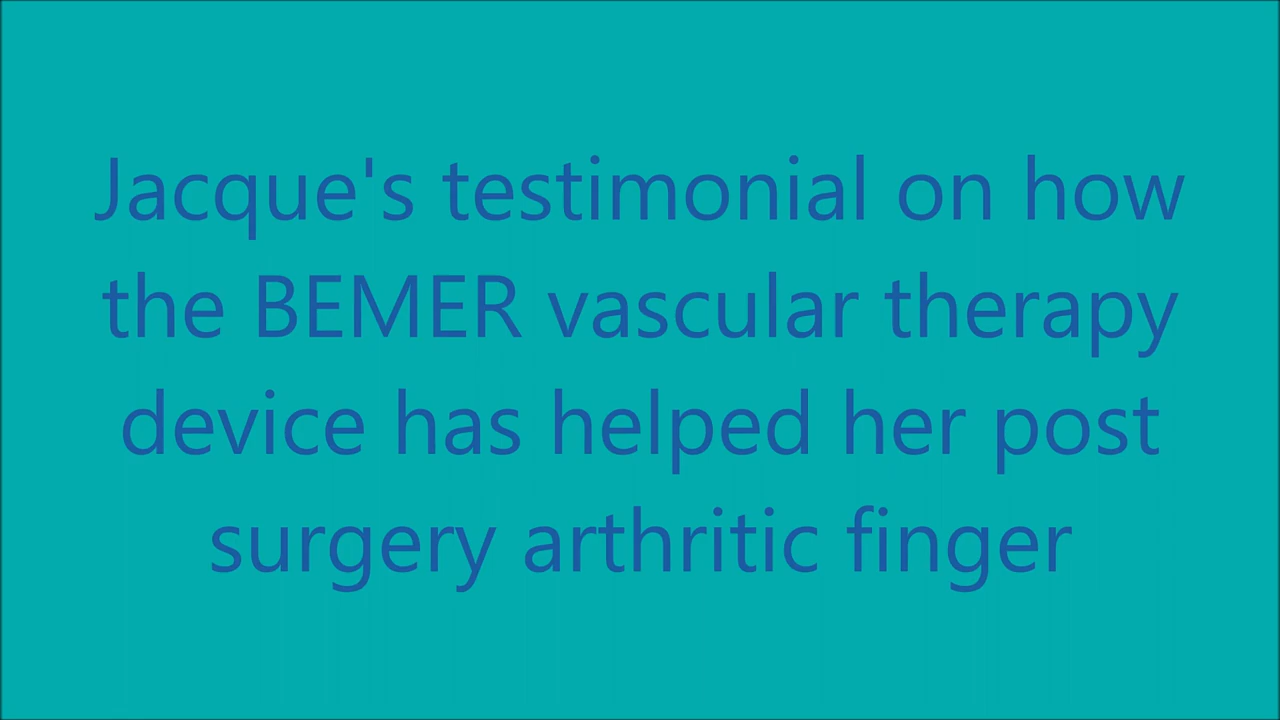 Jacque's testimonial on how
the BEMER vascular therapy
device has helped her post
surgery arthritic finger